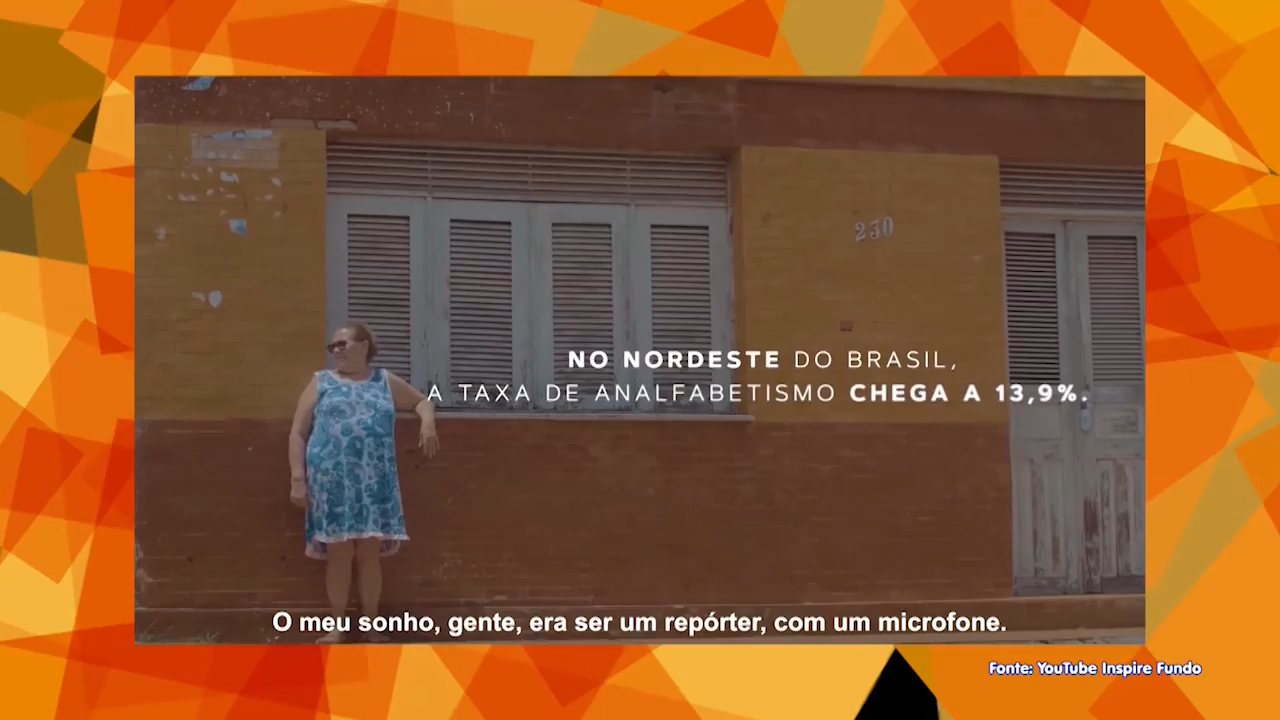 230
NO NORDESTE DO BRASIL,
A TAXA DE ANALFABETISMO CHEGA A 13,9%.
O meu sonho, gente, era ser um repórter, com um microfone.
Fonte: YouTube Inspire Fundo